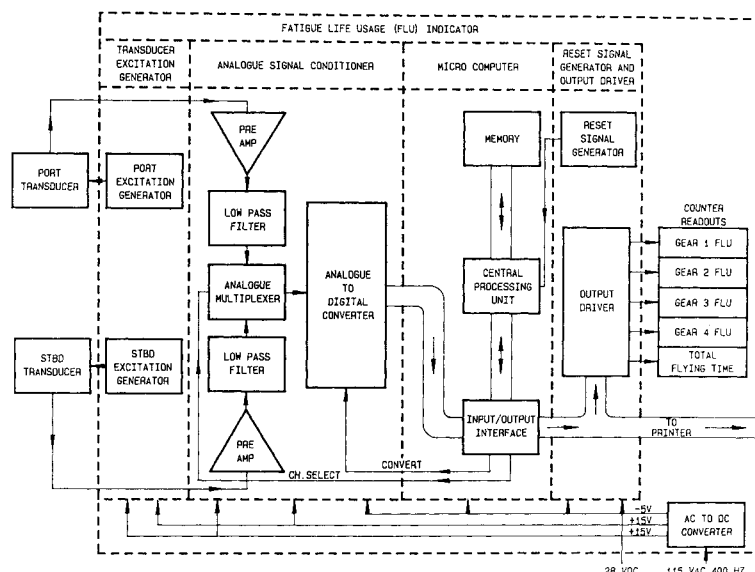 FATIGUE LIFE USAGE (FLU) INDICATOR
TRANSDUCER
EXCITATION
GENERATOR
ANALOGUE SIGNAL CONDITIONER
MICRO COMPUTER
RESET SIGNAL
GENERATOR AND
OUTPUT DRIVER
PRE
AMP
MEMORY
RESET
SIGNAL
GENERATOR
PORT
TRANSDUCER
PORT
EXCITATION
GENERATOR
LOW PASS
FILTER
COUNTER
READOUTS
ANALOGUE
MULTIPLEXER
ANALOGUE
TO
DIGITAL
CONVERTER
CENTRAL
PROCESSING
UNIT
OUTPUT
DRIVER
GEAR 1 FLU
GEAR 2 FLU
GEAR 3 FLU
GEAR 4 FLU
TOTAL
FLYING TIME
STBD
TRANSDUCER
STBD
EXCITATION
GENERATOR
LOW PASS
FILTER
PRE
AMP
INPUT/OUTPUT
INTERFACE
TO
PRINTER
CONVERT
CH.SELECT
-5V
+15V
+15V
AC TO DC
CONVERTER
28 VDC
115 VAC 400 HZ